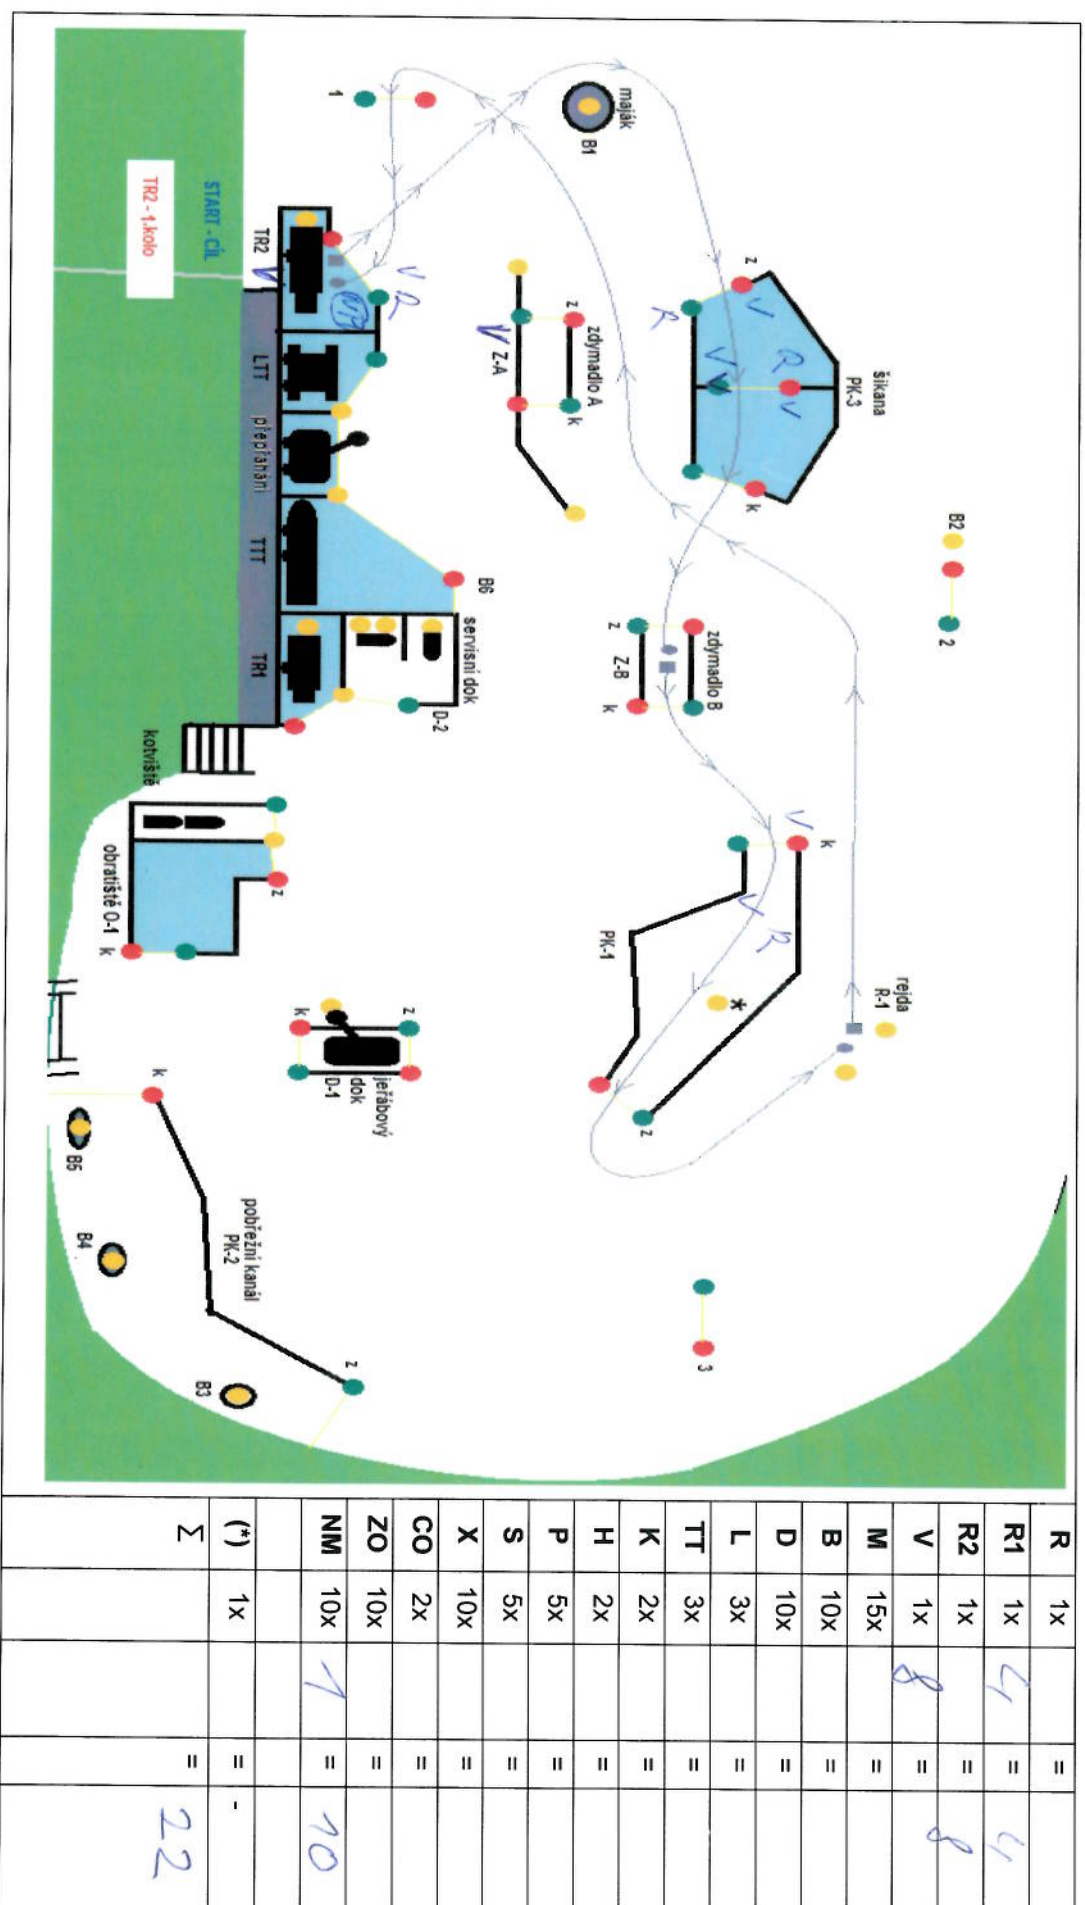 maják
B1
1
šikana
PK-3
z
V
R
V
R
V
V
k
B2
2
zdymadlo A
z
Z-A
V
k
START - CÍL
TR2 - 1.kolo
TR2
V
V R
NM
LTT
přepřahání
TTT
TR1
B6
servisní dok
D-2
kotviště
zdymadlo B
z
Z-B
k
V
k
V
R
PK-1
*
z
rejda
R-1
obratiště O-1
z
k
z
jeřábový
dok
D-1
k
3
k
B5
B4
pobřežní kanál
PK-2
B3
z
R 1x =
R1 1x 4 = 4
R2 1x =
V 1x 8 = 8
M 15x =
B 10x =
D 10x =
L 3x =
TT 3x =
K 2x =
H 2x =
P 5x =
S 5x =
X 10x =
CO 2x =
ZO 10x =
NM 10x 1 = 10
(*) 1x = -
Σ = 22